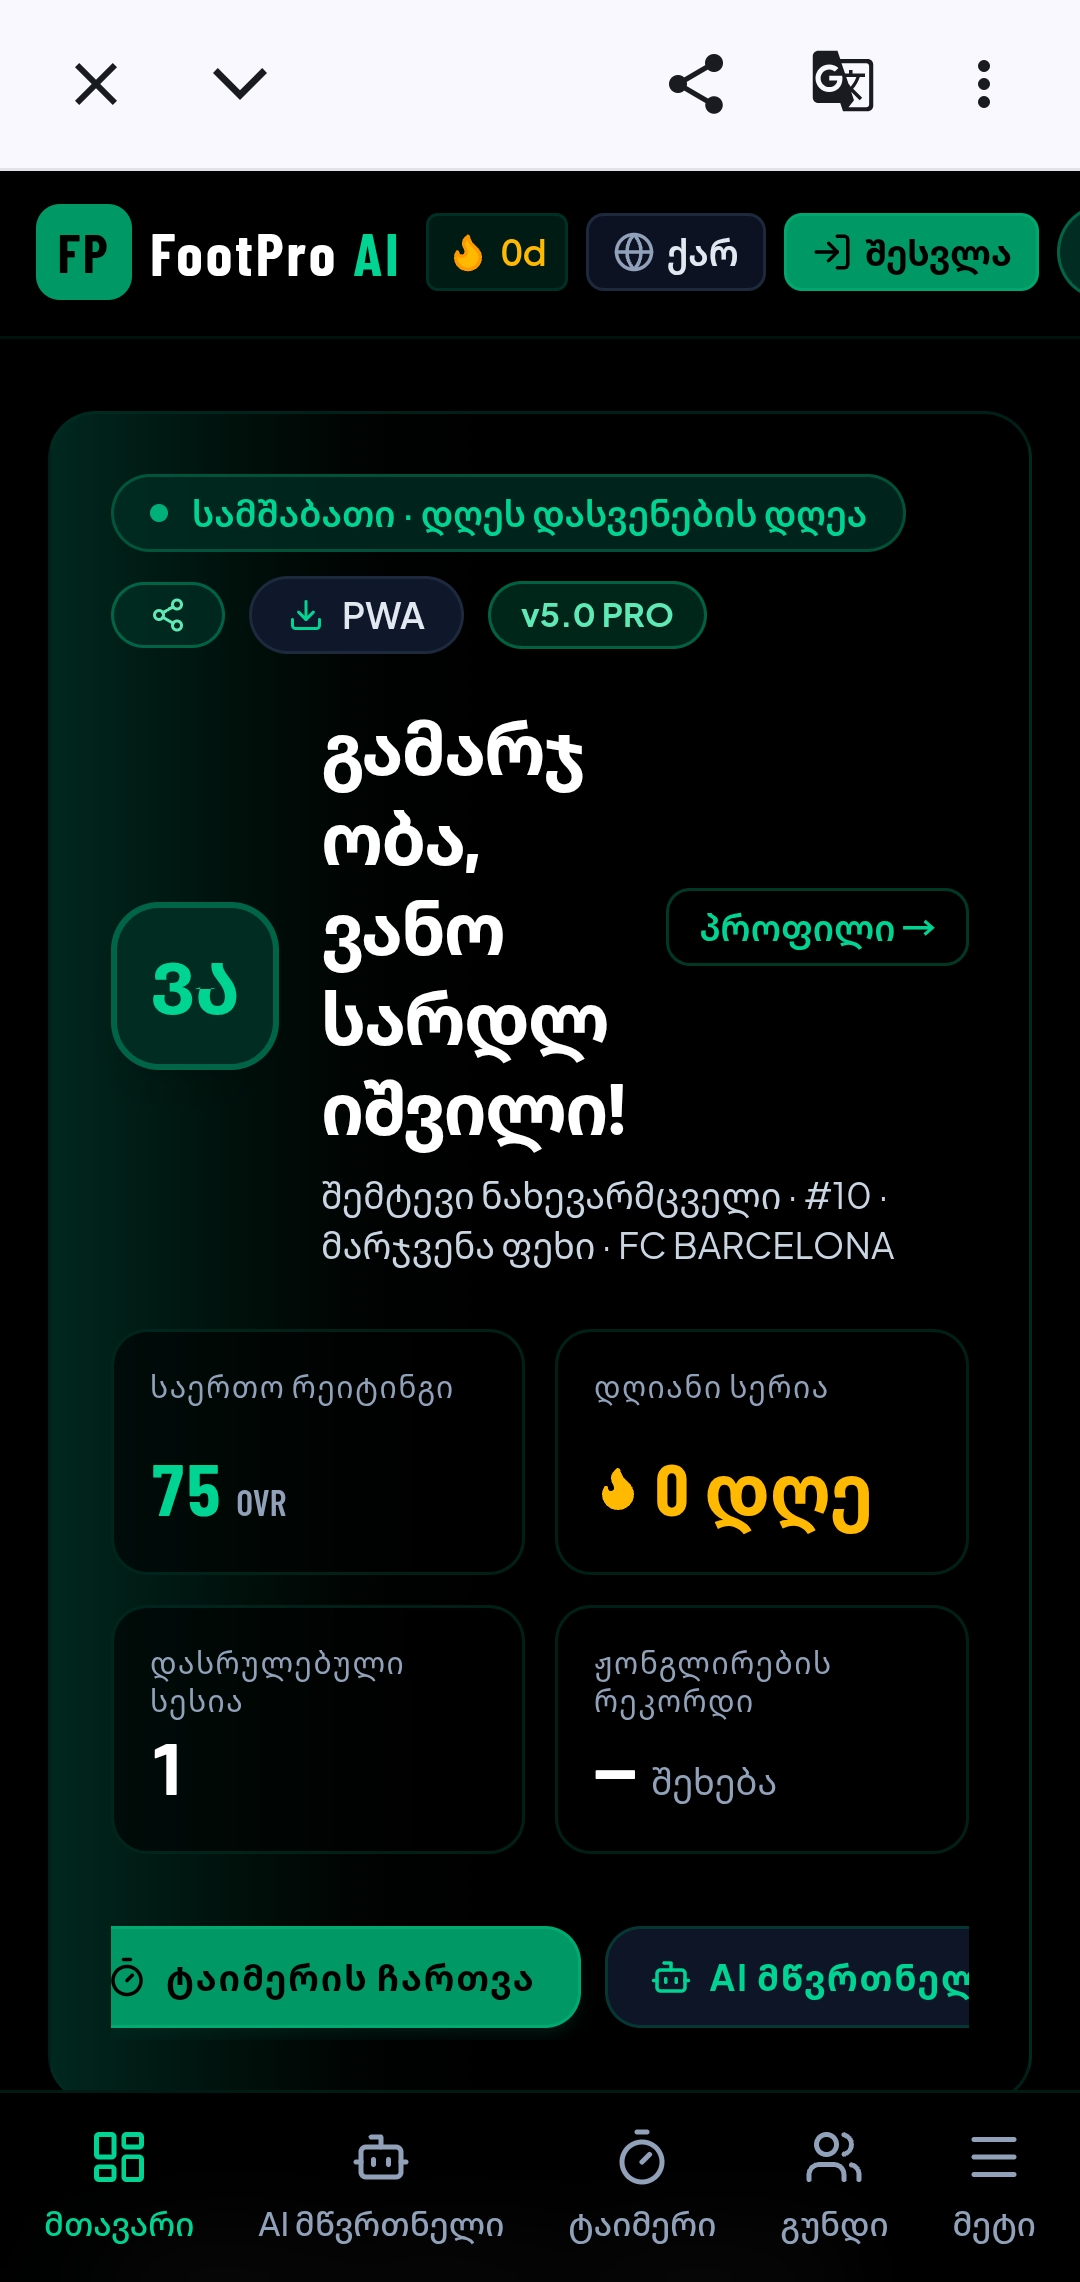 FP FootPro AI 0d ქარ შესვლა
სამშაბათი · დღეს დასვენების დღეა
PWA v5.0 PRO
ვა
გამარჯ
ობა,
ვანო
სარდლ
იშვილი!
პროფილი →
შემტევი ნახევარმცველი · #10 ·
მარჯვენა ფეხი · FC BARCELONA
საერთო რეიტინგი
75 OVR
დღიანი სერია
0 დღე
დასრულებული
სესია
1
ჟონგლირების
რეკორდი
– შეხება
ტაიმერის ჩართვა
AI მწვრთნელ
მთავარი
AI მწვრთნელი
ტაიმერი
გუნდი
მეტი